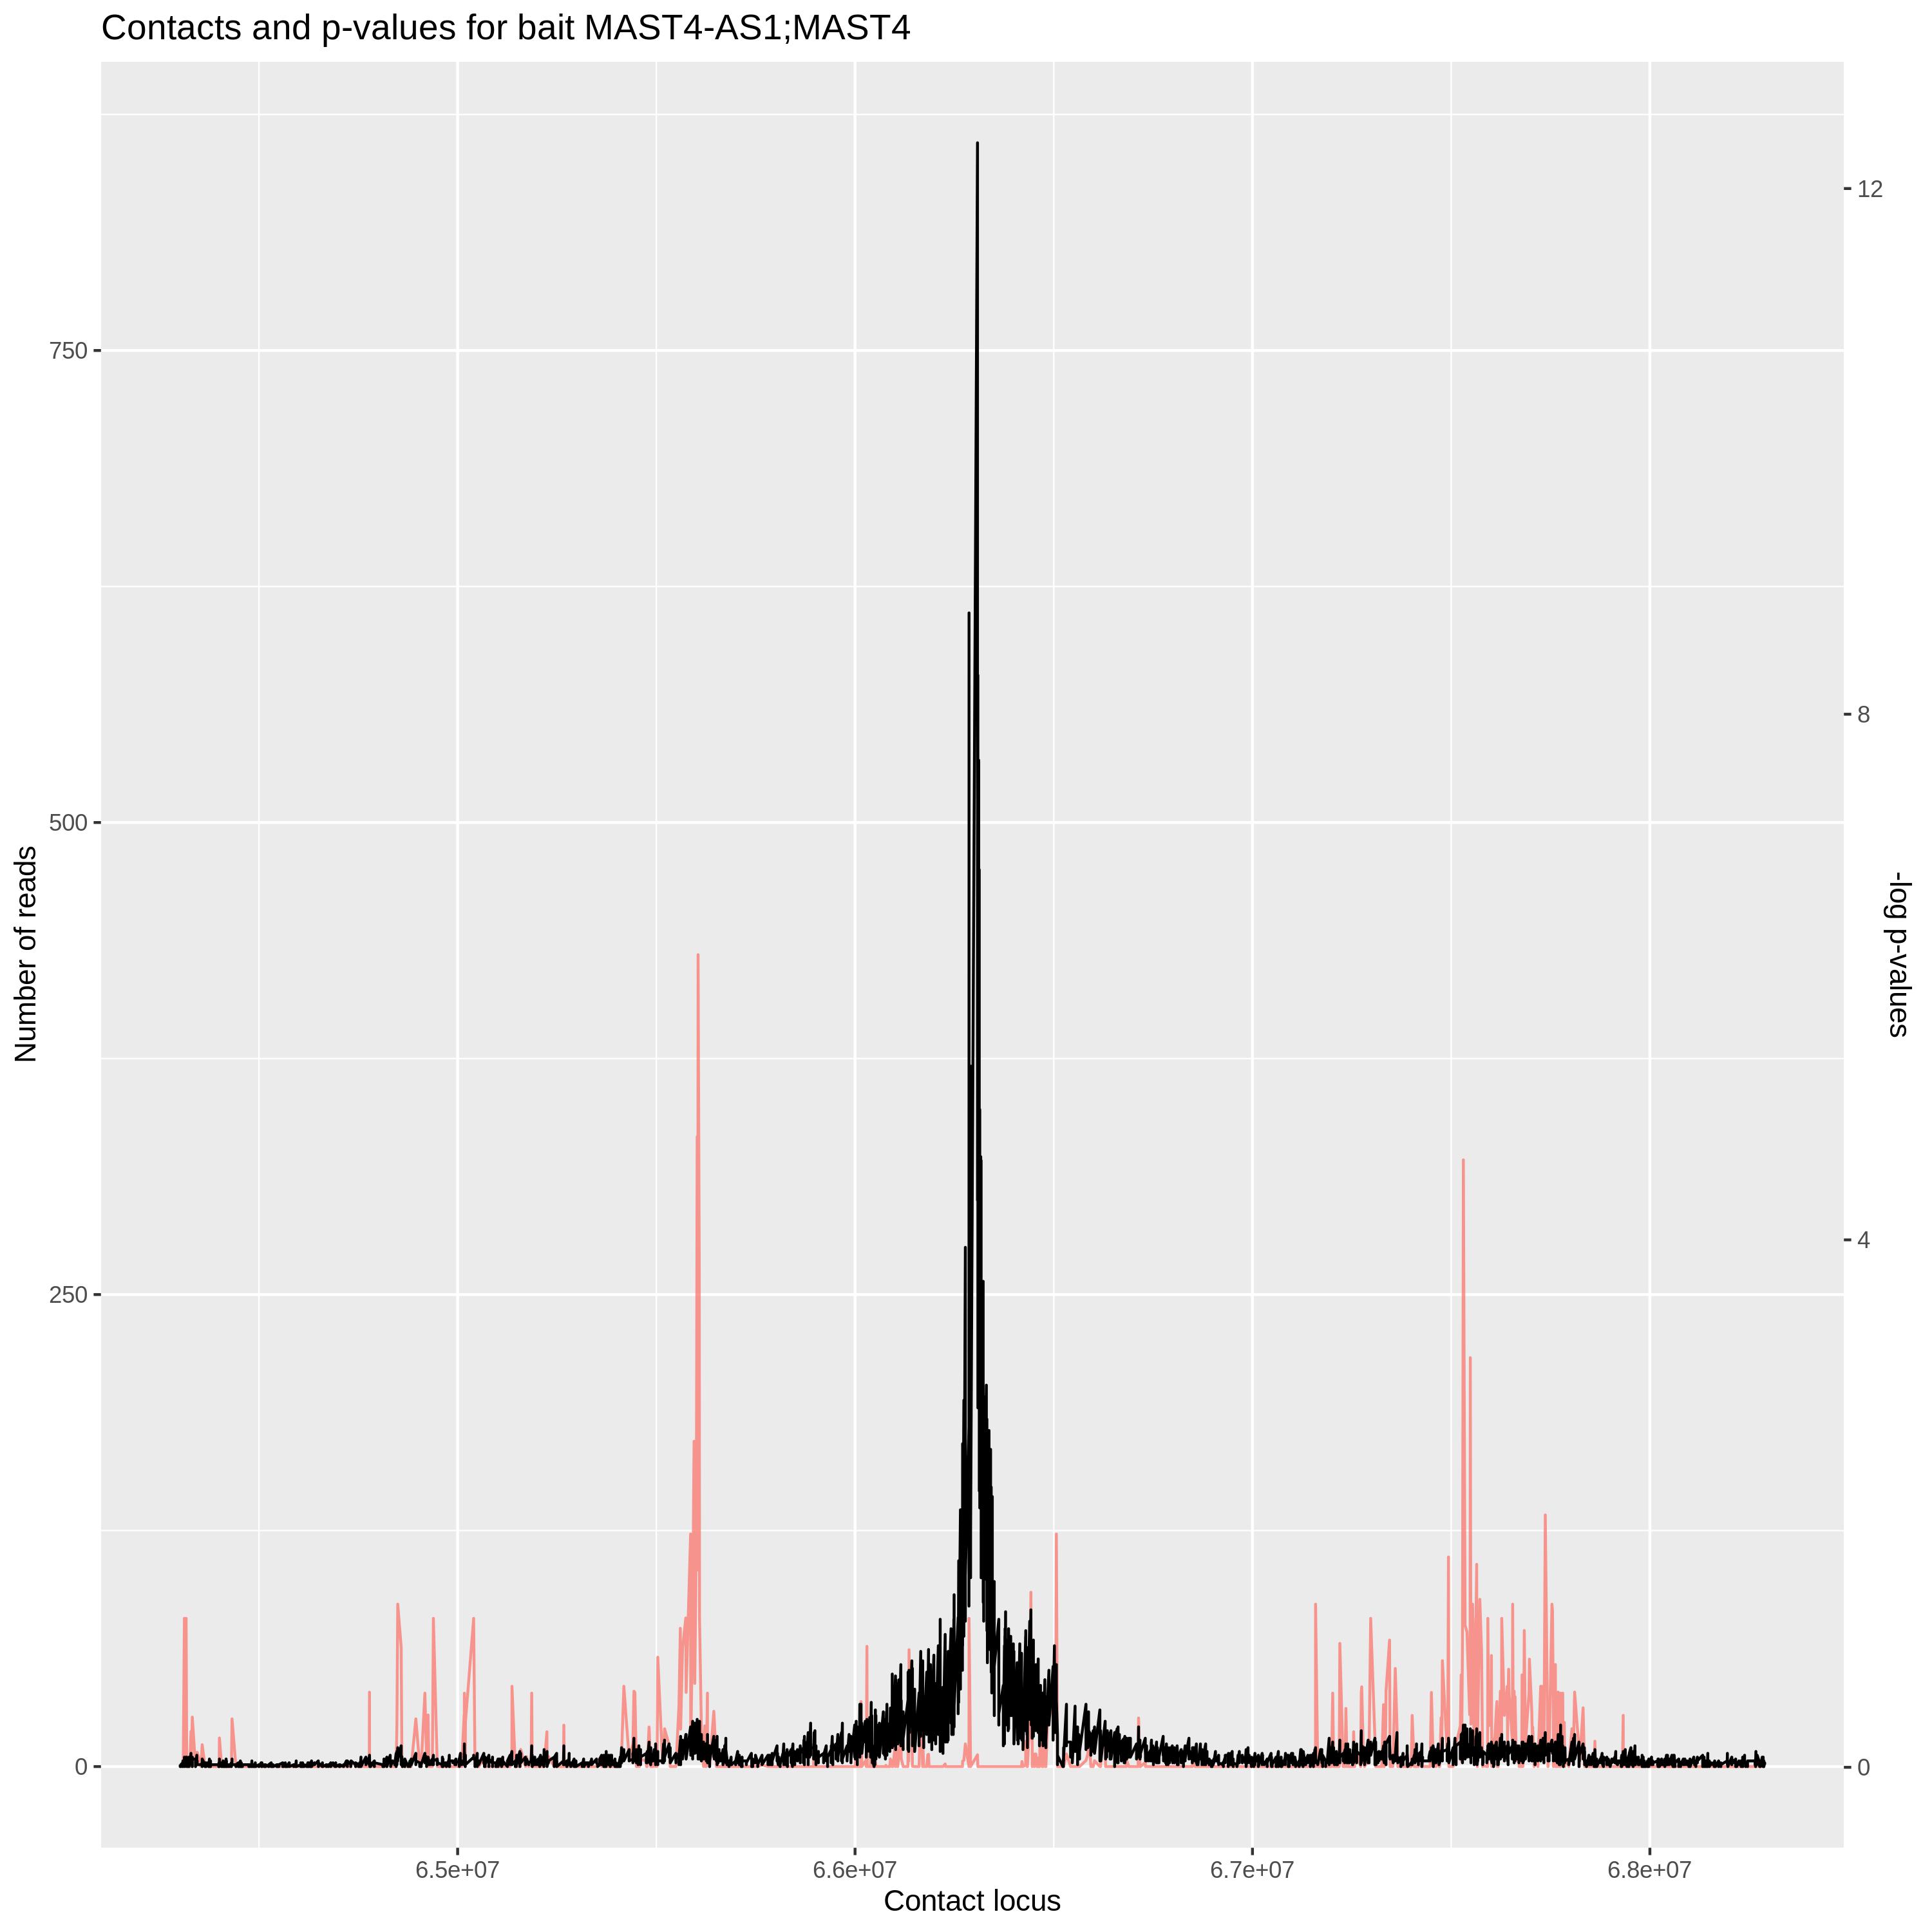 Contacts and p-values for bait MAST4-AS1;MAST4
12
750
8
500
Number of reads
-log p-values
4
250
0
0
6.5e+07
6.6e+07
6.7e+07
6.8e+07
Contact locus